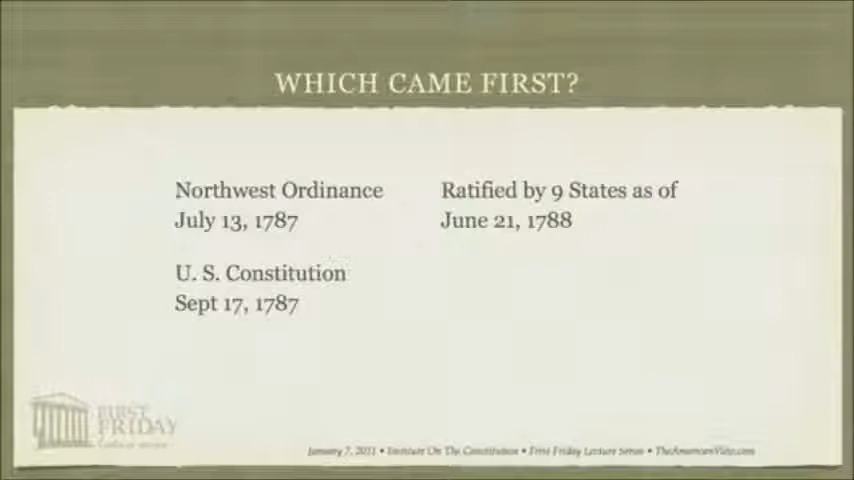 WHICH CAME FIRST?
Northwest Ordinance
July 13, 1787
Ratified by 9 States as of
June 21, 1788
U. S. Constitution
Sept 17, 1787
FIRST
FRIDAY
January 7, 2011 • Institute On The Constitution • First Friday Lecture Series • TheAmericanView.com